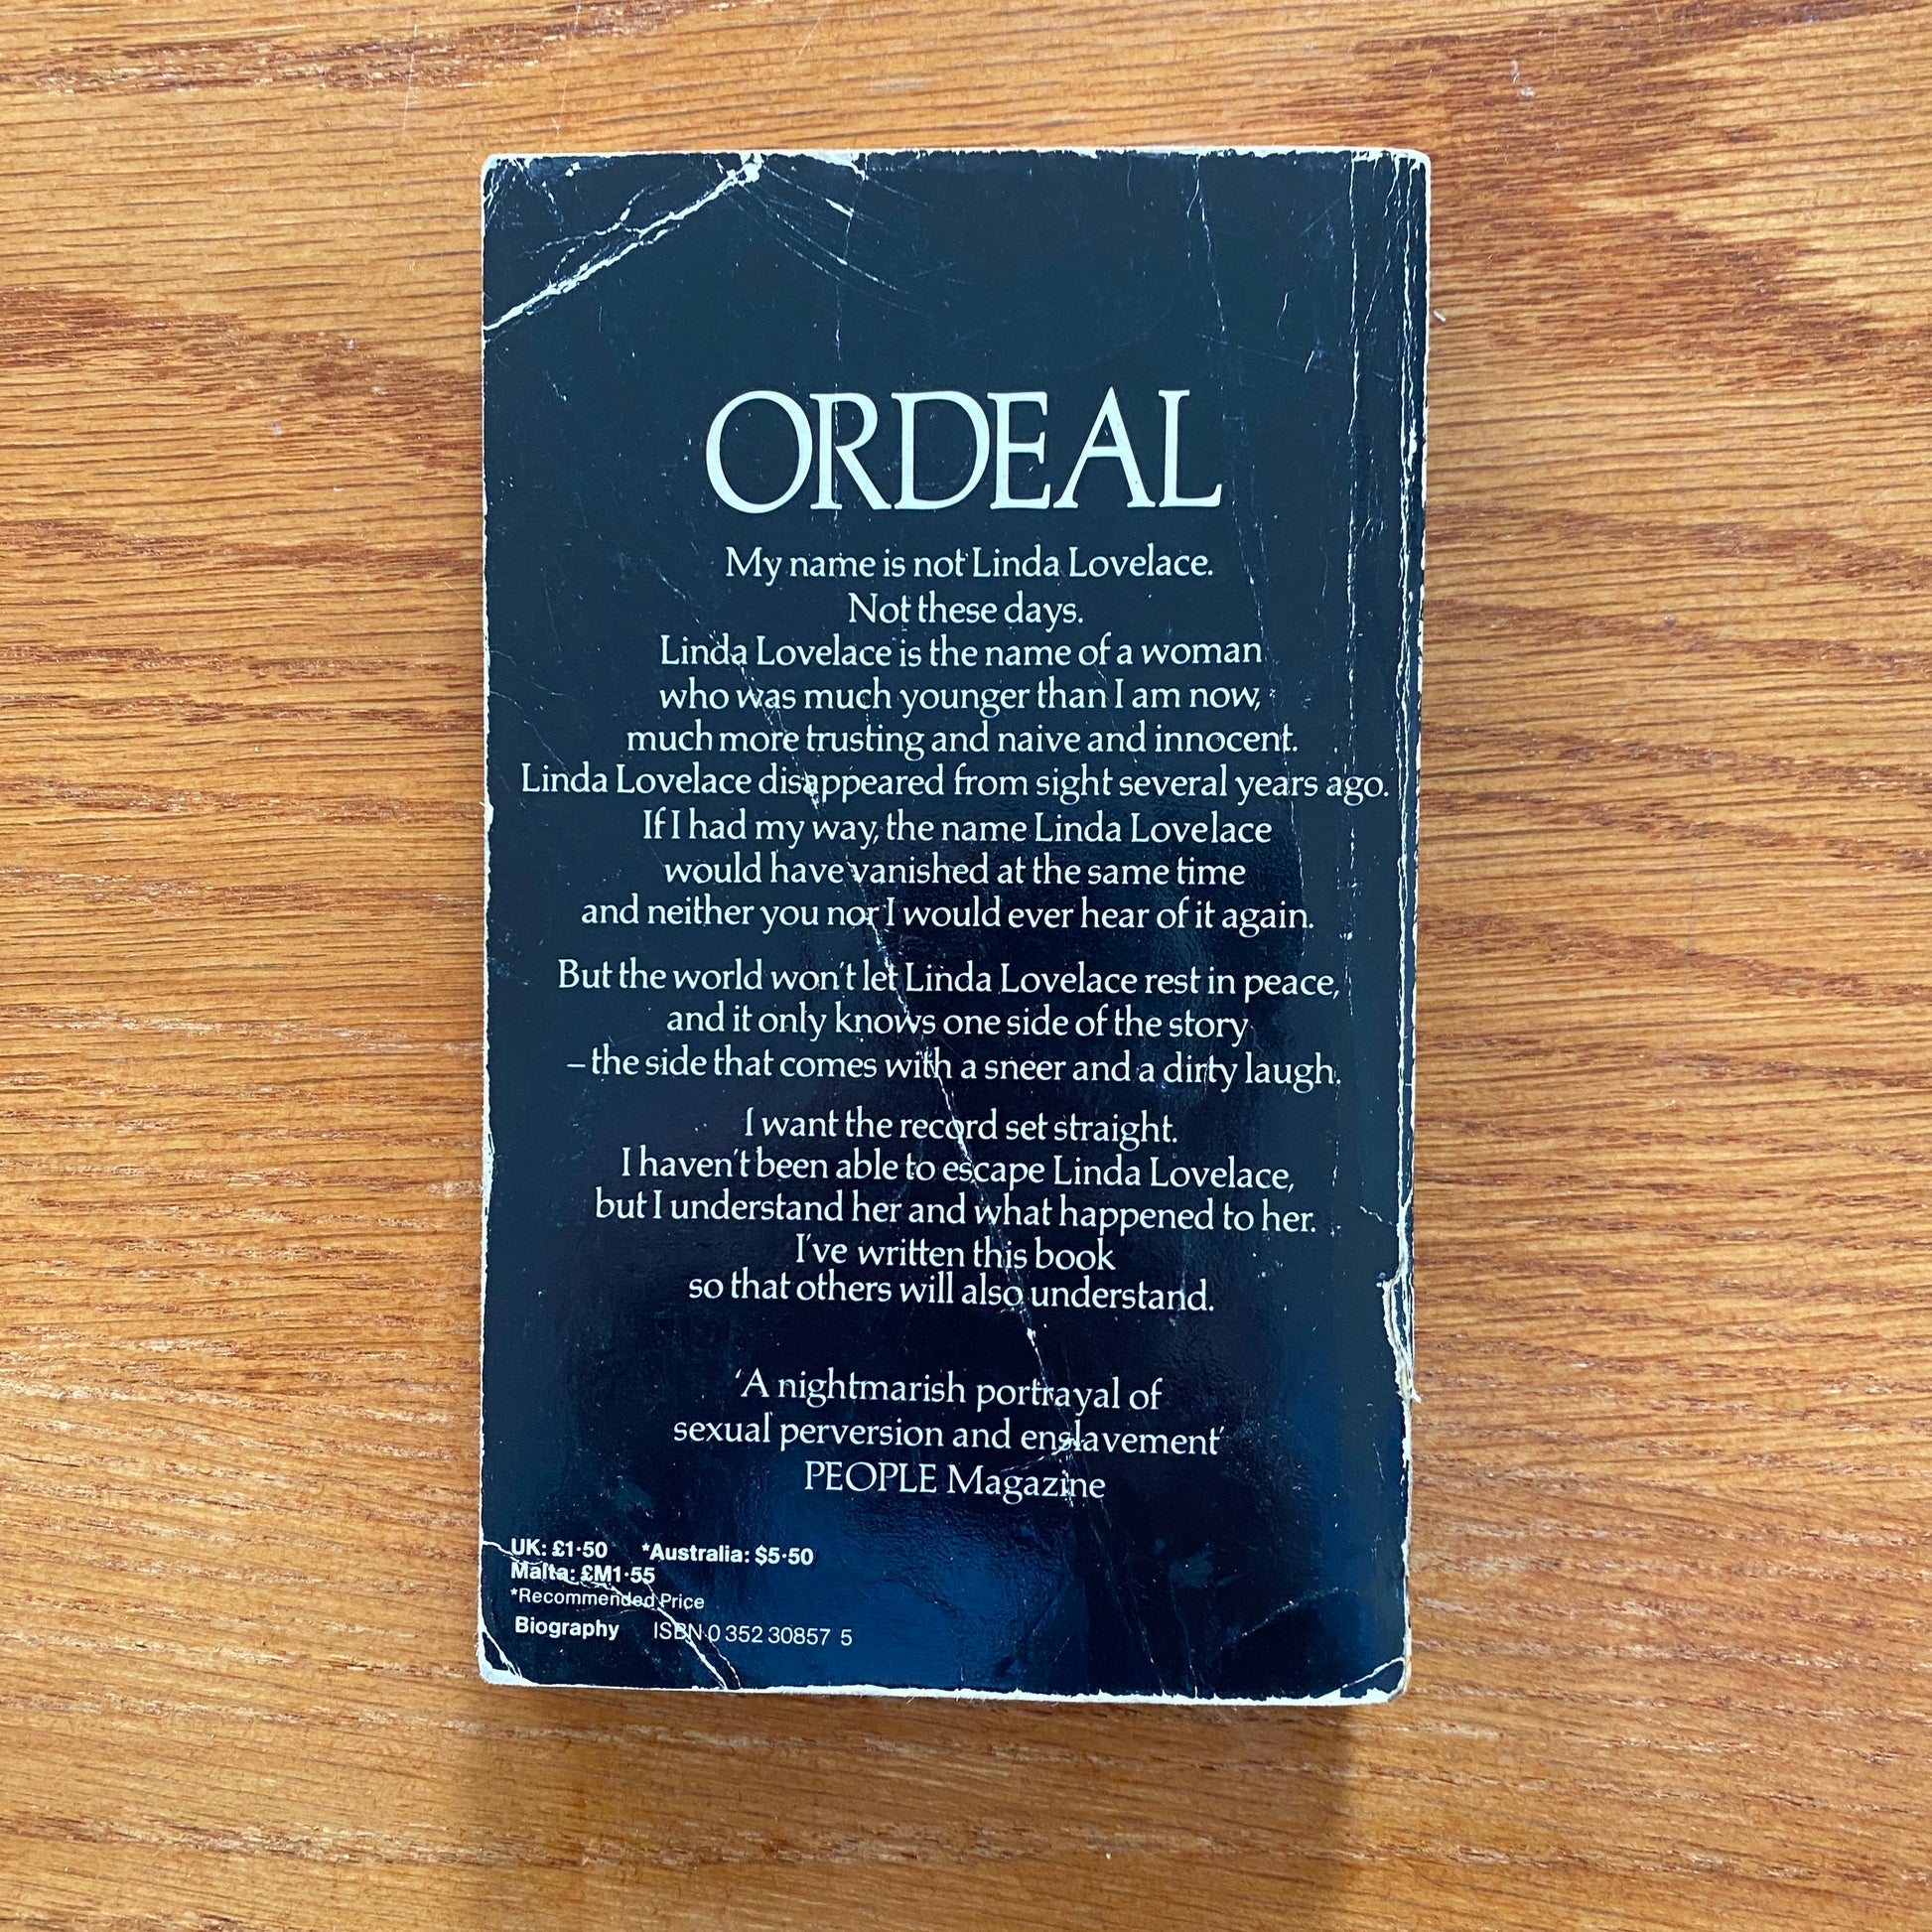 ORDEAL
My name is not Linda Lovelace.
Not these days.
Linda Lovelace is the name of a woman
who was much younger than I am now,
much more trusting and naive and innocent.
Linda Lovelace disappeared from sight several years ago.
If I had my way, the name Linda Lovelace
would have vanished at the same time
and neither you nor I would ever hear of it again.
But the world won't let Linda Lovelace rest in peace,
and it only knows one side of the story
– the side that comes with a sneer and a dirty laugh.
I want the record set straight.
I haven't been able to escape Linda Lovelace,
but I understand her and what happened to her.
I've written this book
so that others will also understand.
'A nightmarish portrayal of
sexual perversion and enslavement'
PEOPLE Magazine
UK: £1·50 *Australia: $5·50
Malta: £M1·55
*Recommended Price
Biography ISBN 0 352 30857 5